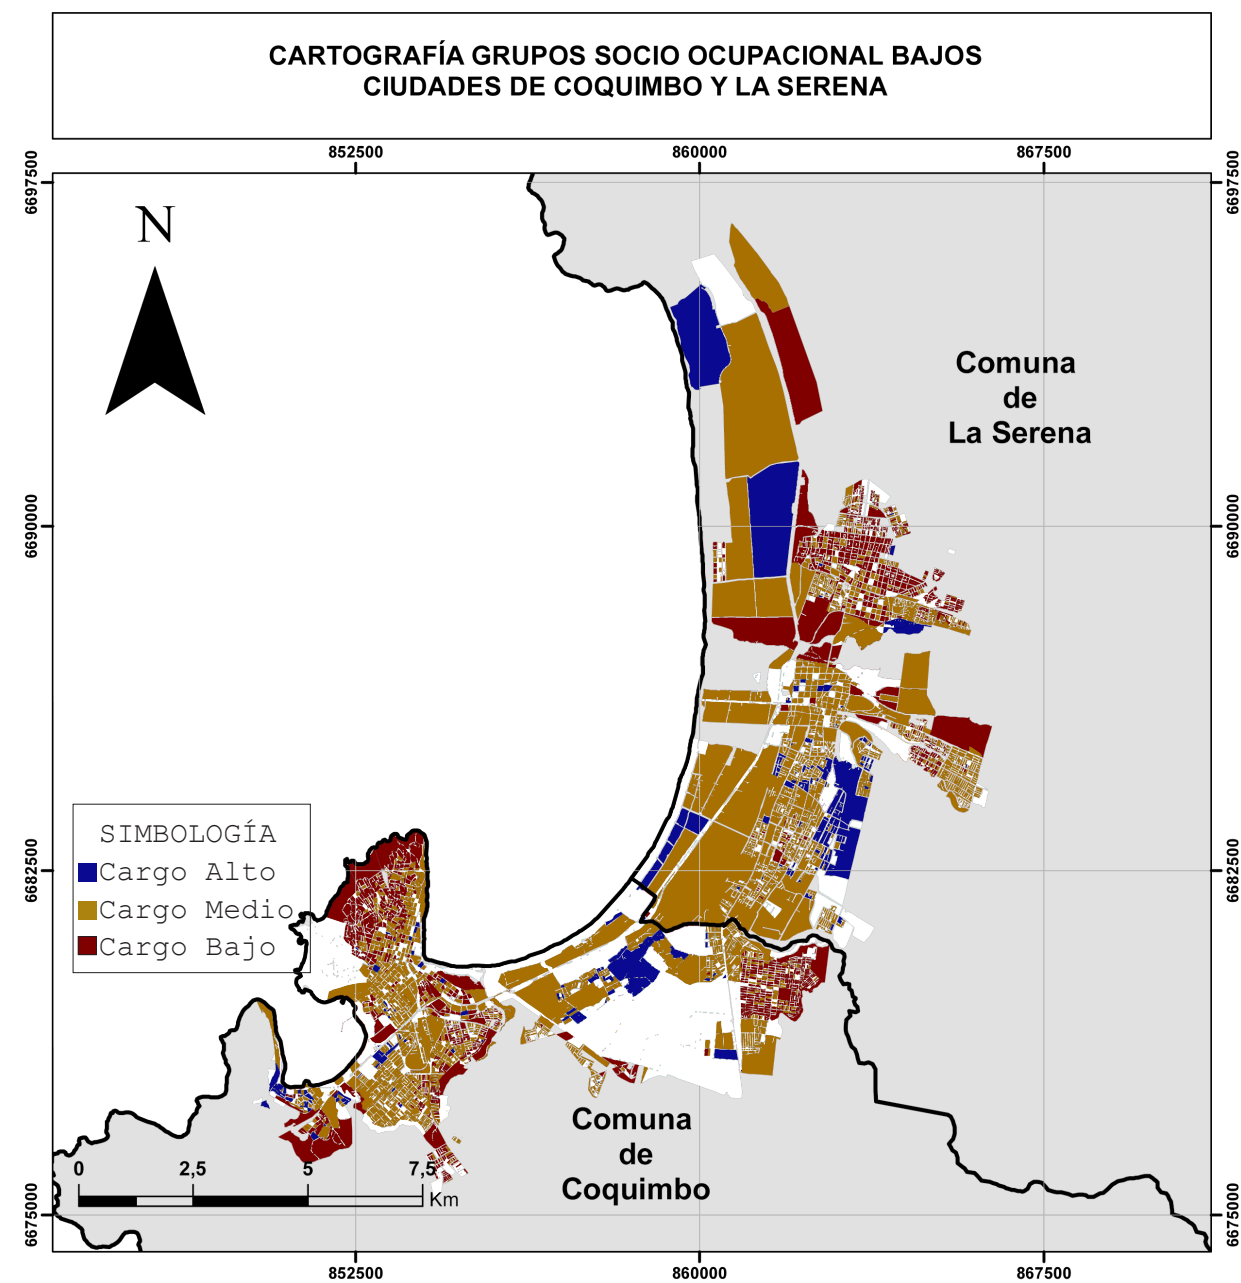 CARTOGRAFÍA GRUPOS SOCIO OCUPACIONAL BAJOS
CIUDADES DE COQUIMBO Y LA SERENA
852500 860000 867500
6697500 6697500
N
Comuna
de
La Serena
6690000 6690000
SIMBOLOGÍA
Cargo Alto
Cargo Medio
Cargo Bajo
6682500 6682500
Comuna
de
Coquimbo
0 2,5 5 7,5
Km
6675000 6675000
852500 860000 867500